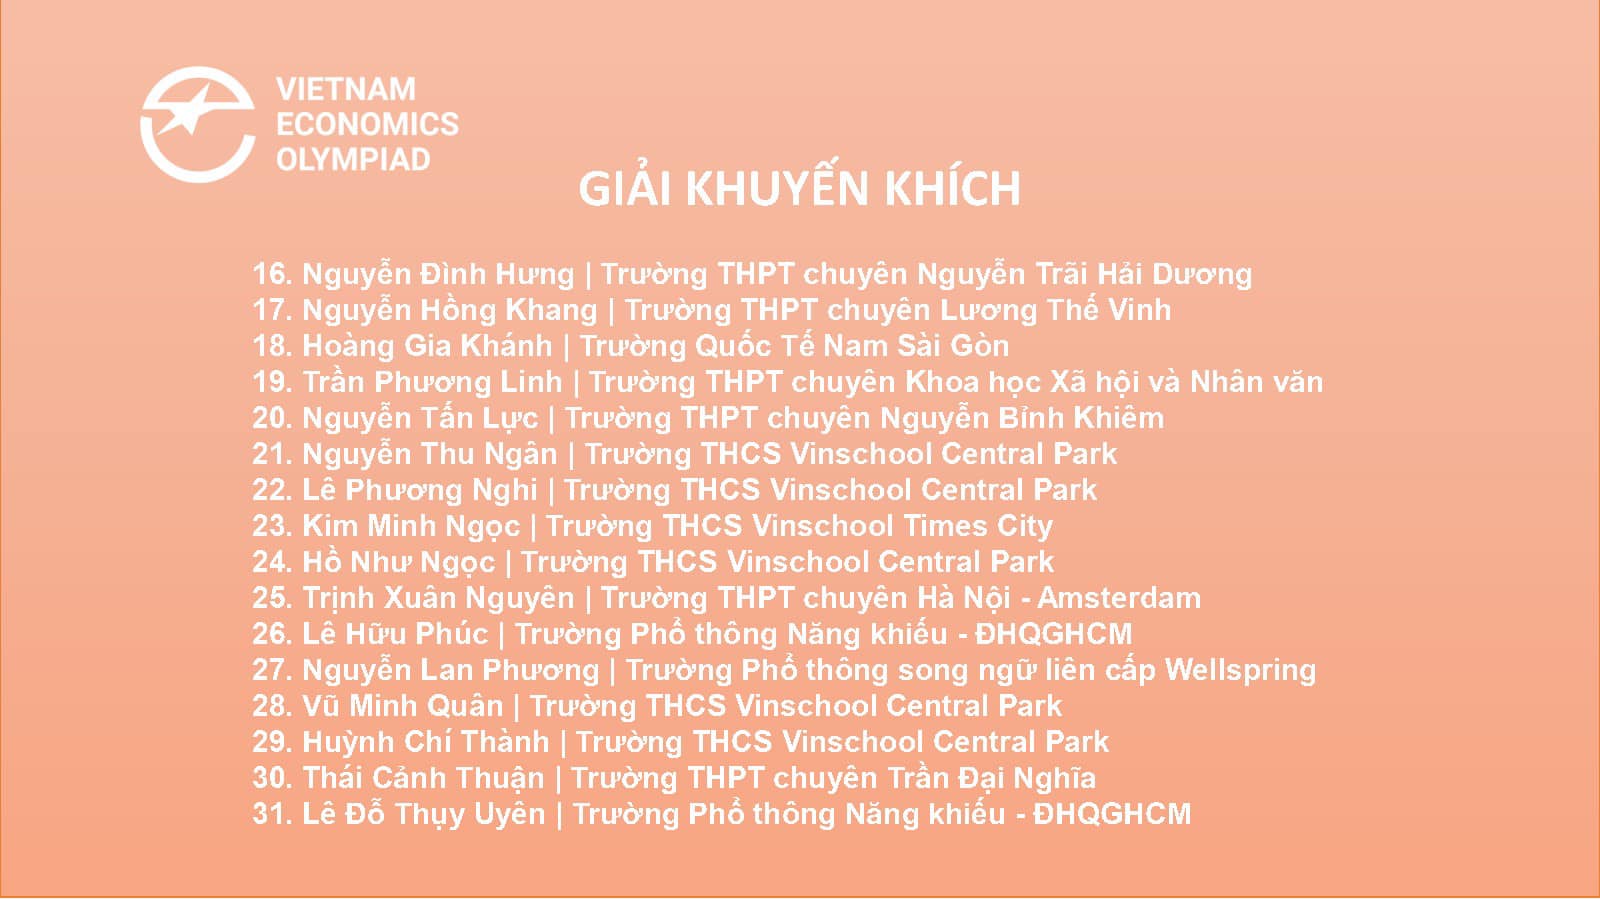 VIETNAM
ECONOMICS
OLYMPIAD
GIẢI KHUYẾN KHÍCH
16. Nguyễn Đình Hưng | Trường THPT chuyên Nguyễn Trãi Hải Dương
17. Nguyễn Hồng Khang | Trường THPT chuyên Lương Thế Vinh
18. Hoàng Gia Khánh | Trường Quốc Tế Nam Sài Gòn
19. Trần Phương Linh | Trường THPT chuyên Khoa học Xã hội và Nhân văn
20. Nguyễn Tấn Lực | Trường THPT chuyên Nguyễn Bỉnh Khiêm
21. Nguyễn Thu Ngân | Trường THCS Vinschool Central Park
22. Lê Phương Nghi | Trường THCS Vinschool Central Park
23. Kim Minh Ngọc | Trường THCS Vinschool Times City
24. Hồ Như Ngọc | Trường THCS Vinschool Central Park
25. Trịnh Xuân Nguyên | Trường THPT chuyên Hà Nội - Amsterdam
26. Lê Hữu Phúc | Trường Phổ thông Năng khiếu - ĐHQGHCM
27. Nguyễn Lan Phương | Trường Phổ thông song ngữ liên cấp Wellspring
28. Vũ Minh Quân | Trường THCS Vinschool Central Park
29. Huỳnh Chí Thành | Trường THCS Vinschool Central Park
30. Thái Cảnh Thuận | Trường THPT chuyên Trần Đại Nghĩa
31. Lê Đỗ Thụy Uyên | Trường Phổ thông Năng khiếu - ĐHQGHCM